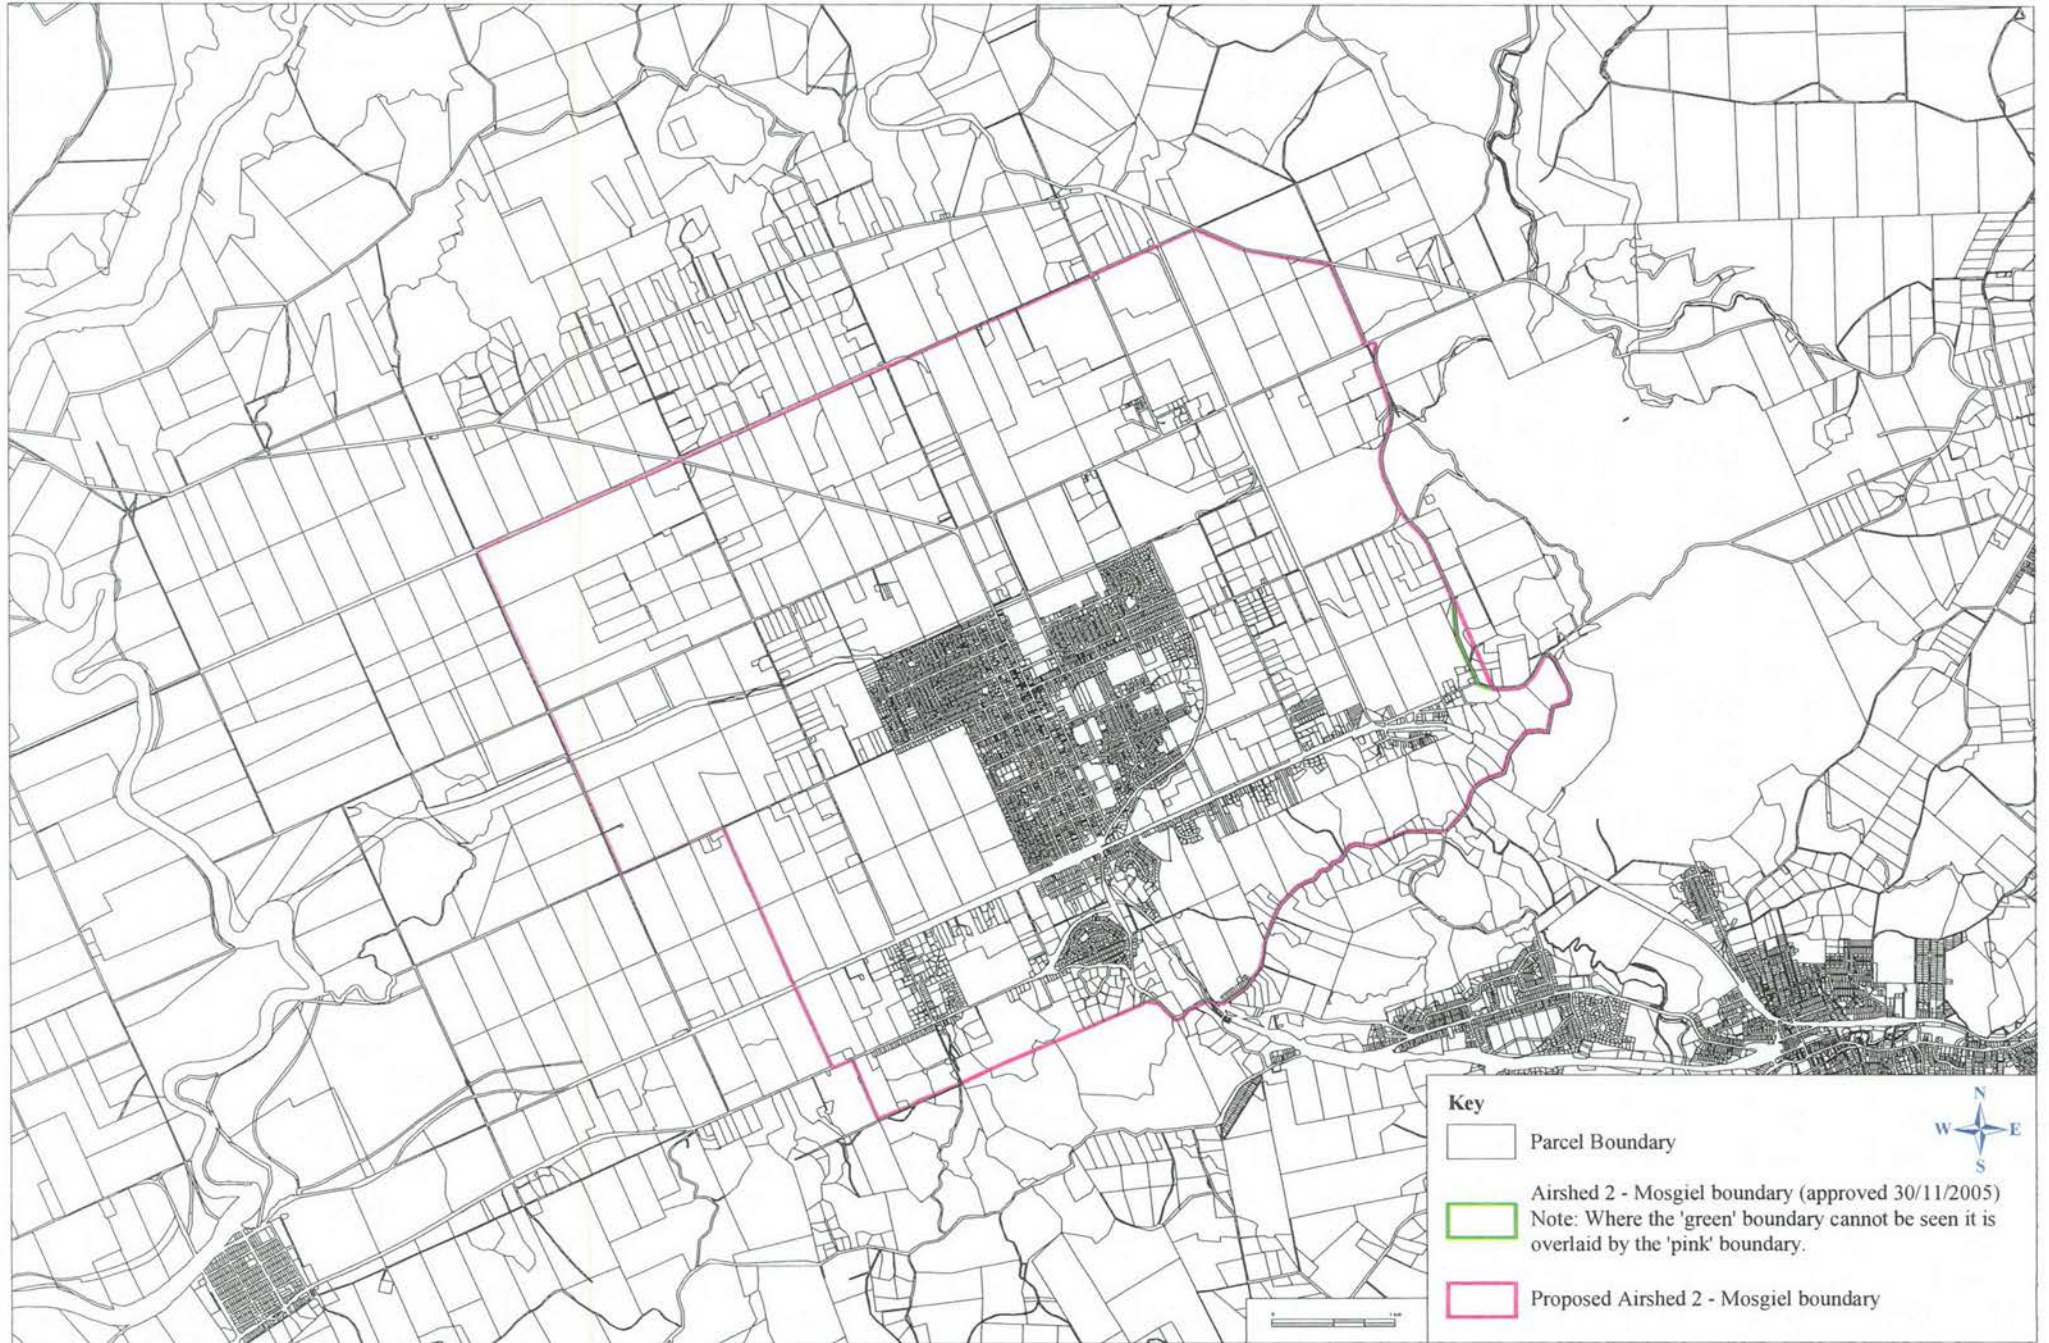 Key
N
W E
S
Parcel Boundary
Airshed 2 - Mosgiel boundary (approved 30/11/2005)
Note: Where the 'green' boundary cannot be seen it is
overlaid by the 'pink' boundary.
Proposed Airshed 2 - Mosgiel boundary